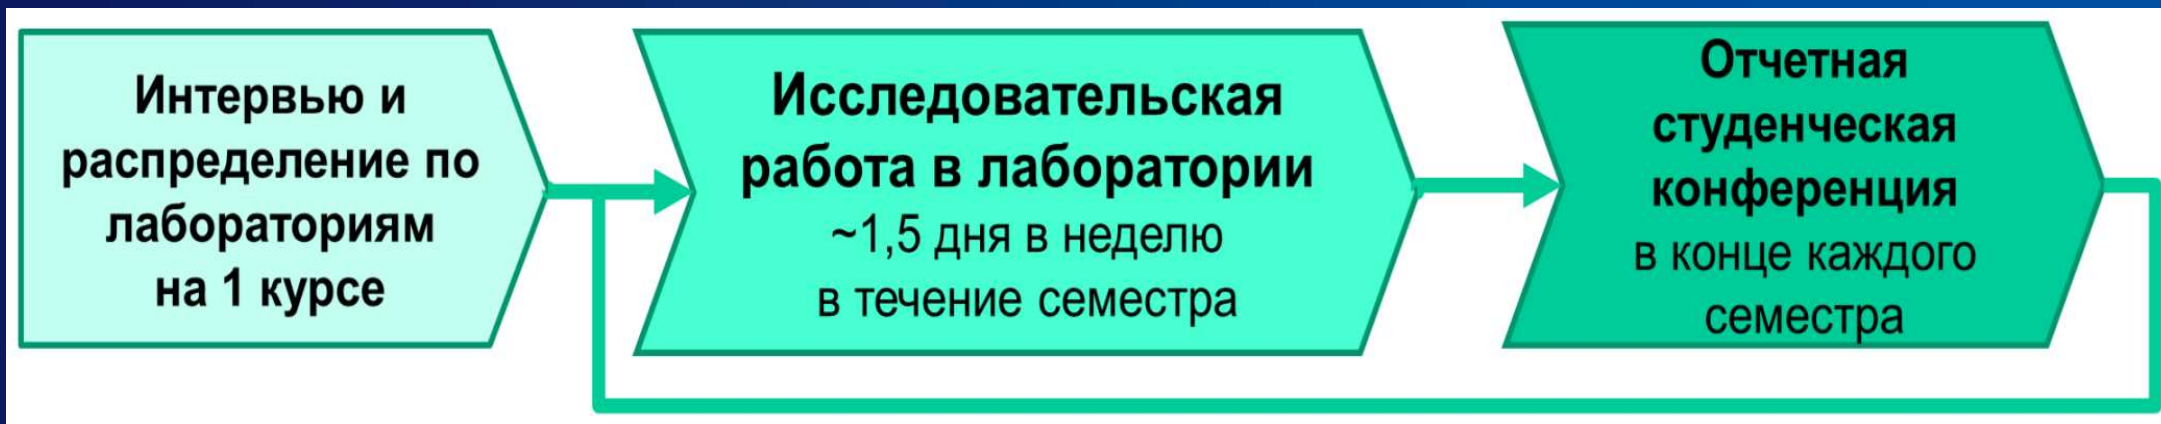 Интервью и
распределение по
лабораториям
на 1 курсе
Исследовательская
работа в лаборатории
~1,5 дня в неделю
в течение семестра
Отчетная
студенческая
конференция
в конце каждого
семестра